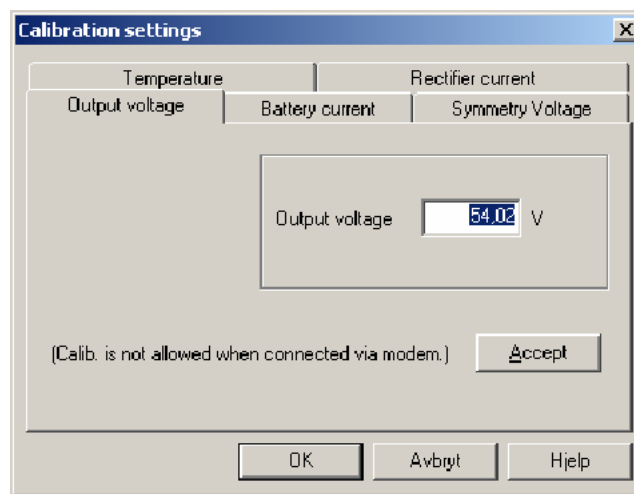 Calibration settings
Temperature Rectifier current
Output voltage Battery current Symmetry Voltage
Output voltage 54,02 V
(Calib. is not allowed when connected via modem.) Accept
OK Avbryt Hjelp